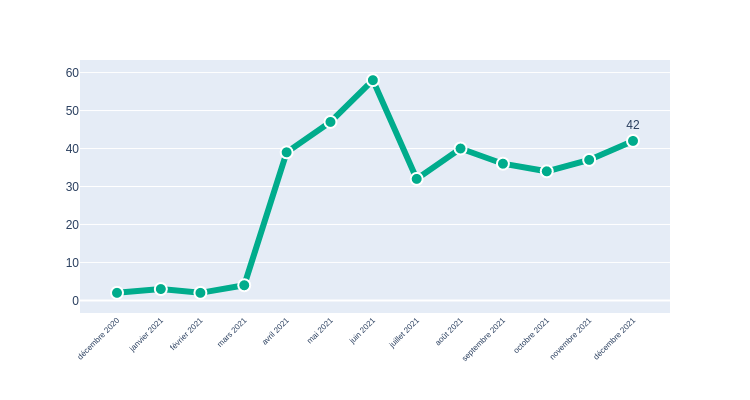 60
50
40
30
20
10
0
42
décembre 2020
janvier 2021
février 2021
mars 2021
avril 2021
mai 2021
juin 2021
juillet 2021
août 2021
septembre 2021
octobre 2021
novembre 2021
décembre 2021